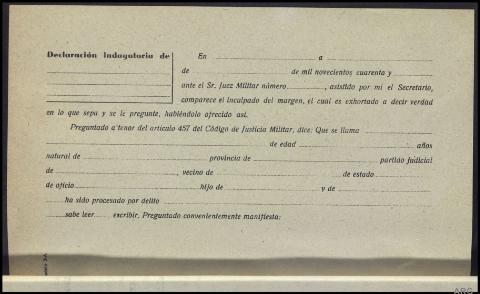 Declaración indagatoria de
En a
de de mil novecientos cuarenta y
ante el Sr. Juez Militar número , asistido por mí el Secretario,
comparece el inculpado del margen, el cual es exhortado a decir verdad
en lo que sepa y se le pregunte, habiéndolo ofrecido así.
Preguntado a tenor del artículo 457 del Código de Justicia Militar, dice: Que se llama
de edad años
natural de provincia de partido judicial
de , vecino de de estado
de oficio hijo de y de
ha sido procesado por delito
sabe leer escribir, Preguntado convenientemente manifiesta: